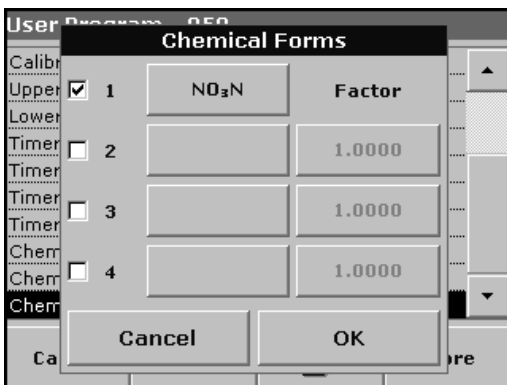 User Program 950
Chemical Forms
Calibr
Upper
Lower
Timer
Timer
Timer
Timer
Chem
Chem
Chem
1 NO₃N Factor
2 1.0000
3 1.0000
4 1.0000
Cancel OK
Ca ore